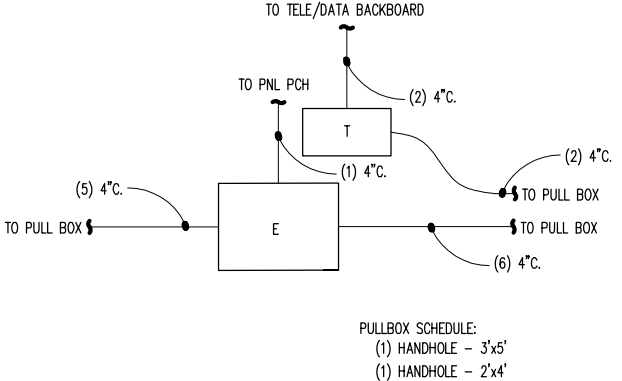 TO TELE/DATA BACKBOARD
TO PNL PCH
(2) 4"C.
T
(1) 4"C.
(2) 4"C.
(5) 4"C.
TO PULL BOX
TO PULL BOX
E
TO PULL BOX
(6) 4"C.
PULLBOX SCHEDULE:
(1) HANDHOLE - 3'x5'
(1) HANDHOLE - 2'x4'